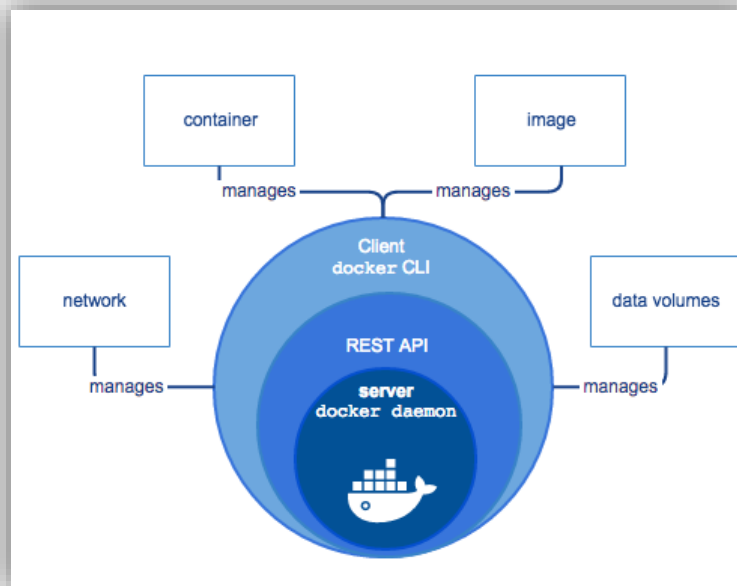 container
image
manages
manages
Client
docker CLI
network
data volumes
REST API
manages
server
docker daemon
manages